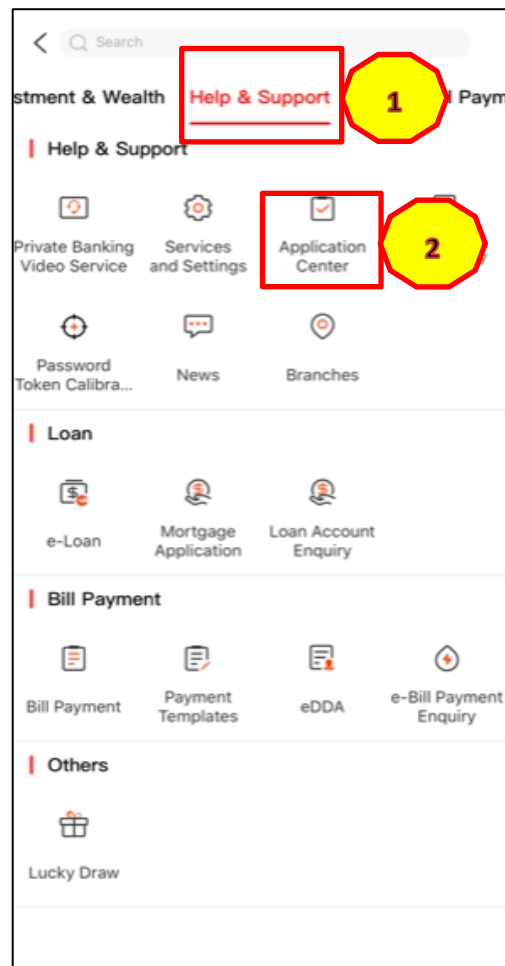 Search
stment & Wealth Help & Support 1 l Paym
Help & Support
Private Banking Services Application 2 y
Video Service and Settings Center
Password News Branches
Token Calibra...
Loan
e-Loan Mortgage Loan Account
Application Enquiry
Bill Payment
Bill Payment Payment eDDA e-Bill Payment
Templates Enquiry
Others
Lucky Draw